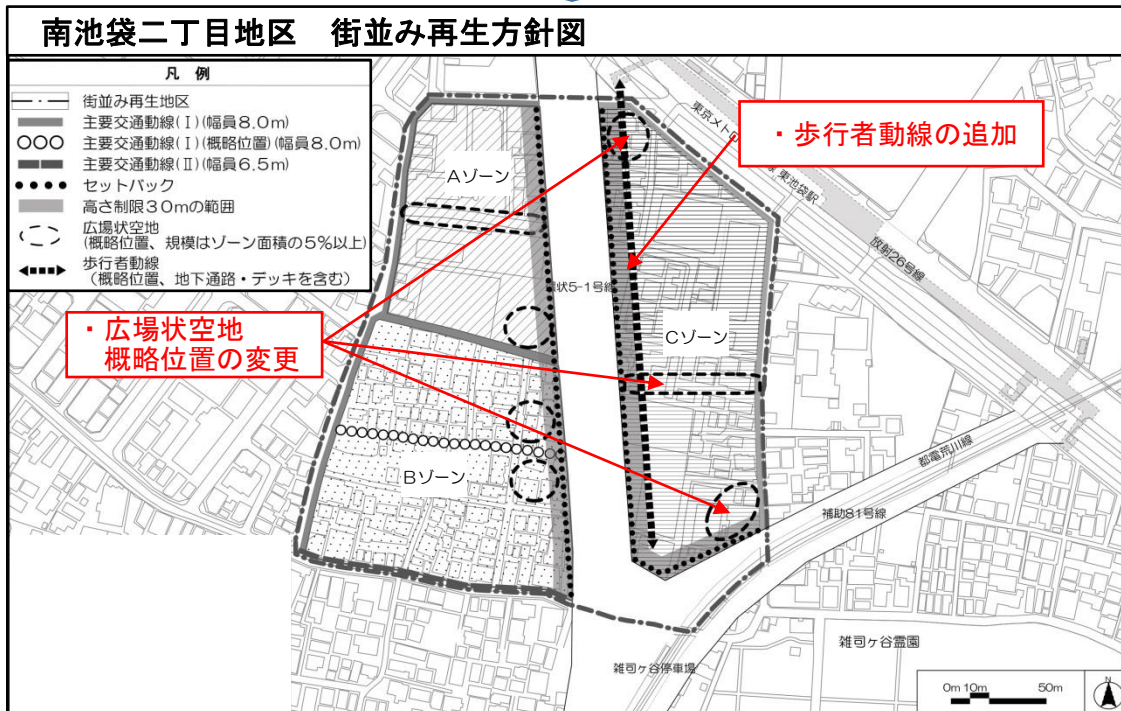 南池袋二丁目地区 街並み再生方針図
凡 例
街並み再生地区
主要交通動線(Ⅰ)(幅員8.0m)
主要交通動線(Ⅰ)(概略位置)(幅員8.0m)
主要交通動線(Ⅱ)(幅員6.5m)
セットバック
高さ制限30mの範囲
広場状空地
(概略位置、規模はゾーン面積の5%以上)
歩行者動線
(概略位置、地下通路・デッキを含む)
・歩行者動線の追加
・広場状空地
概略位置の変更
Aゾーン
Bゾーン
Cゾーン
東京メトロ
東池袋駅
放射26号線
状5-1号線
都電荒川線
補助81号線
雑司ヶ谷霊園
雑司ヶ谷停車場
0m 10m 50m
N